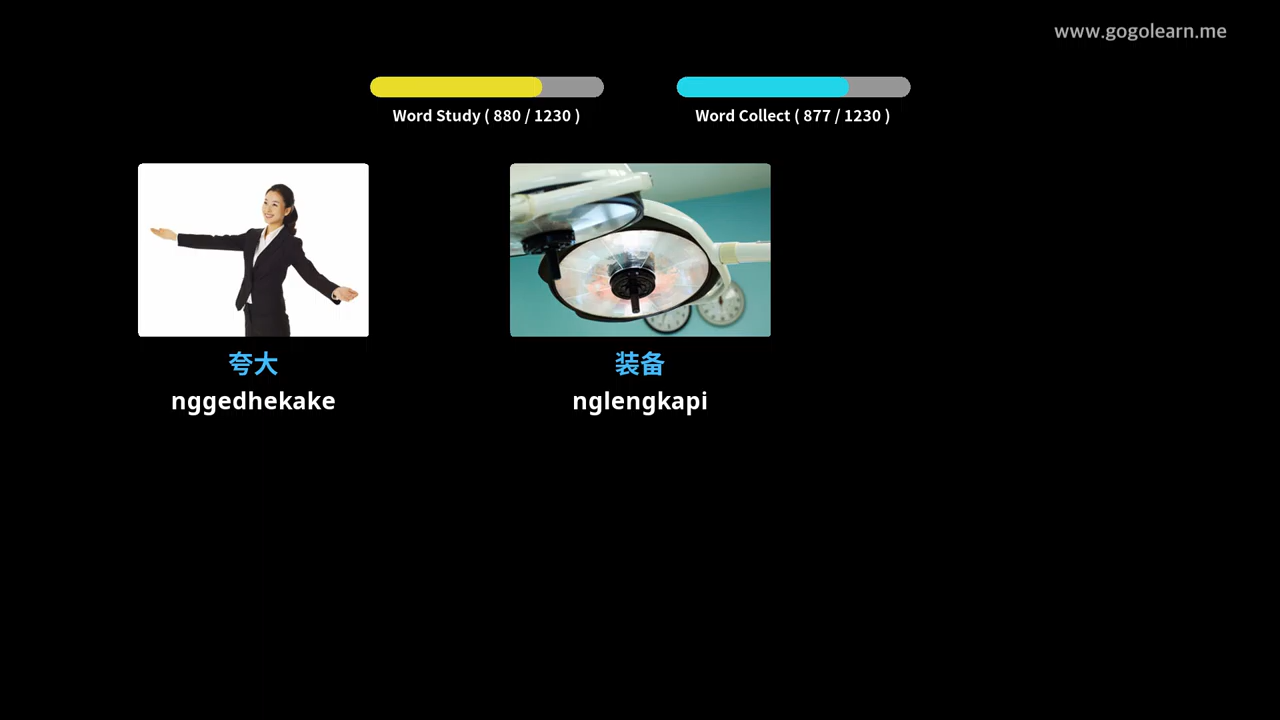 www.gogolearn.me
Word Study ( 880 / 1230 )
Word Collect ( 877 / 1230 )
夸大
nggedhekake
装备
nglengkapi